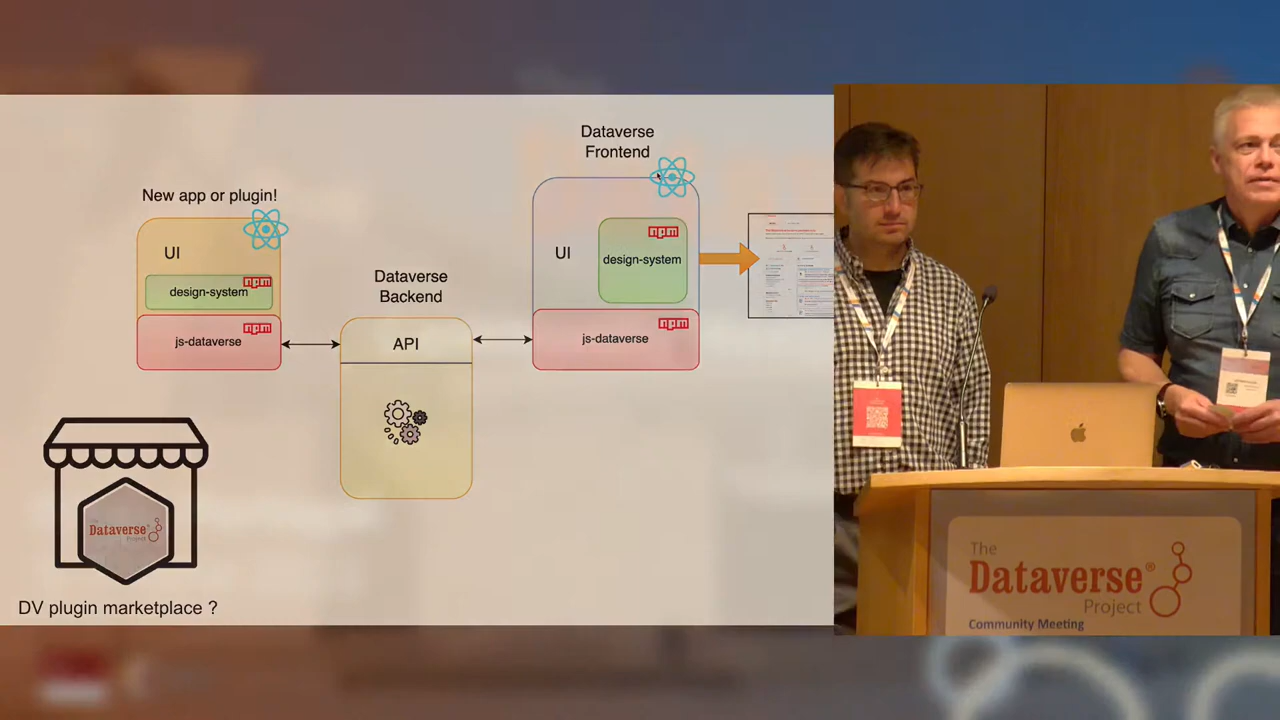 Dataverse
Frontend
New app or plugin!
UI
npm
design-system
npm
js-dataverse
Dataverse
Backend
API
UI
npm
design-system
npm
js-dataverse
The
Dataverse®
Project
DV plugin marketplace ?
The
Dataverse®
Project
Community Meeting